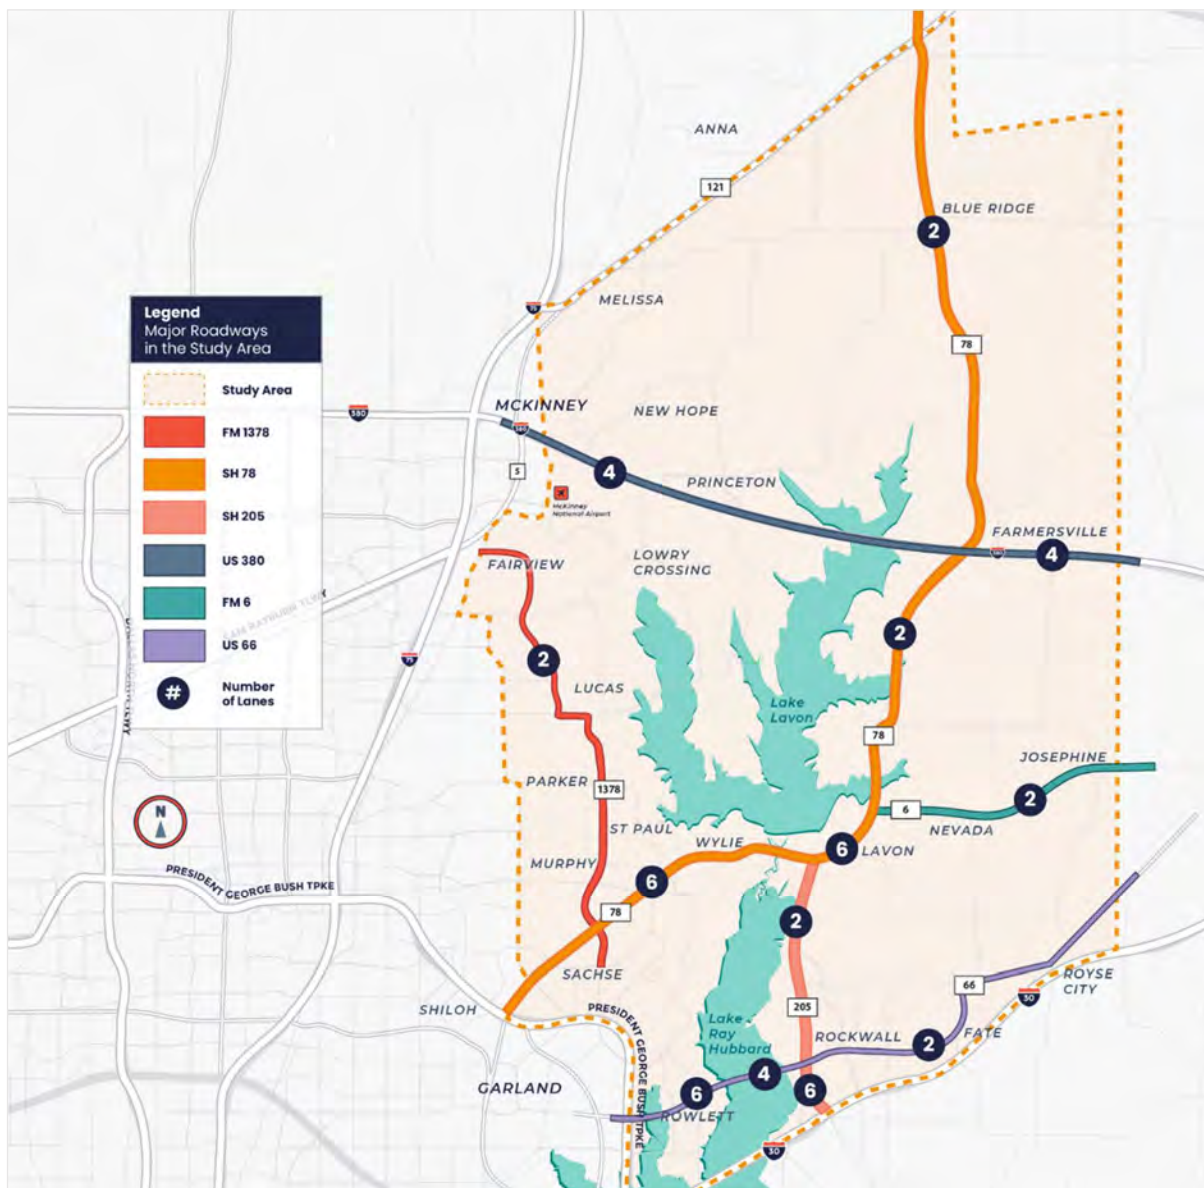 ANNA
121
BLUE RIDGE
2
MELISSA
75
78
Legend
Major Roadways
in the Study Area
Study Area
FM 1378
SH 78
SH 205
US 380
FM 6
US 66
#
Number
of Lanes
380
MCKINNEY
380
NEW HOPE
5
4
PRINCETON
McKinney
National Airport
FARMERSVILLE
4
FAIRVIEW
LOWRY
CROSSING
2
2
75
LUCAS
Lake
Lavon
78
JOSEPHINE
PARKER
1378
6
2
NEVADA
N
ST PAUL
WYLIE
6
LAVON
MURPHY
PRESIDENT GEORGE BUSH TPKE
6
78
2
SACHSE
66
ROYSE
CITY
30
SHILOH
PRESIDENT GEORGE BUSH TPKE
205
Lake
Ray
Hubbard
ROCKWALL
2
FATE
GARLAND
4
6
6
ROWLETT
30